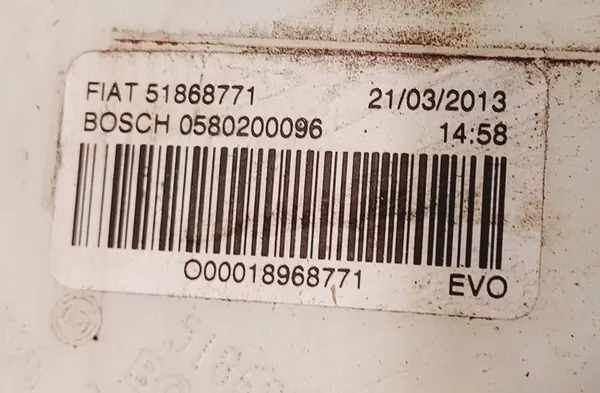 FIAT 51868771 21/03/2013
BOSCH 0580200096 14:58
O00018968771 EVO